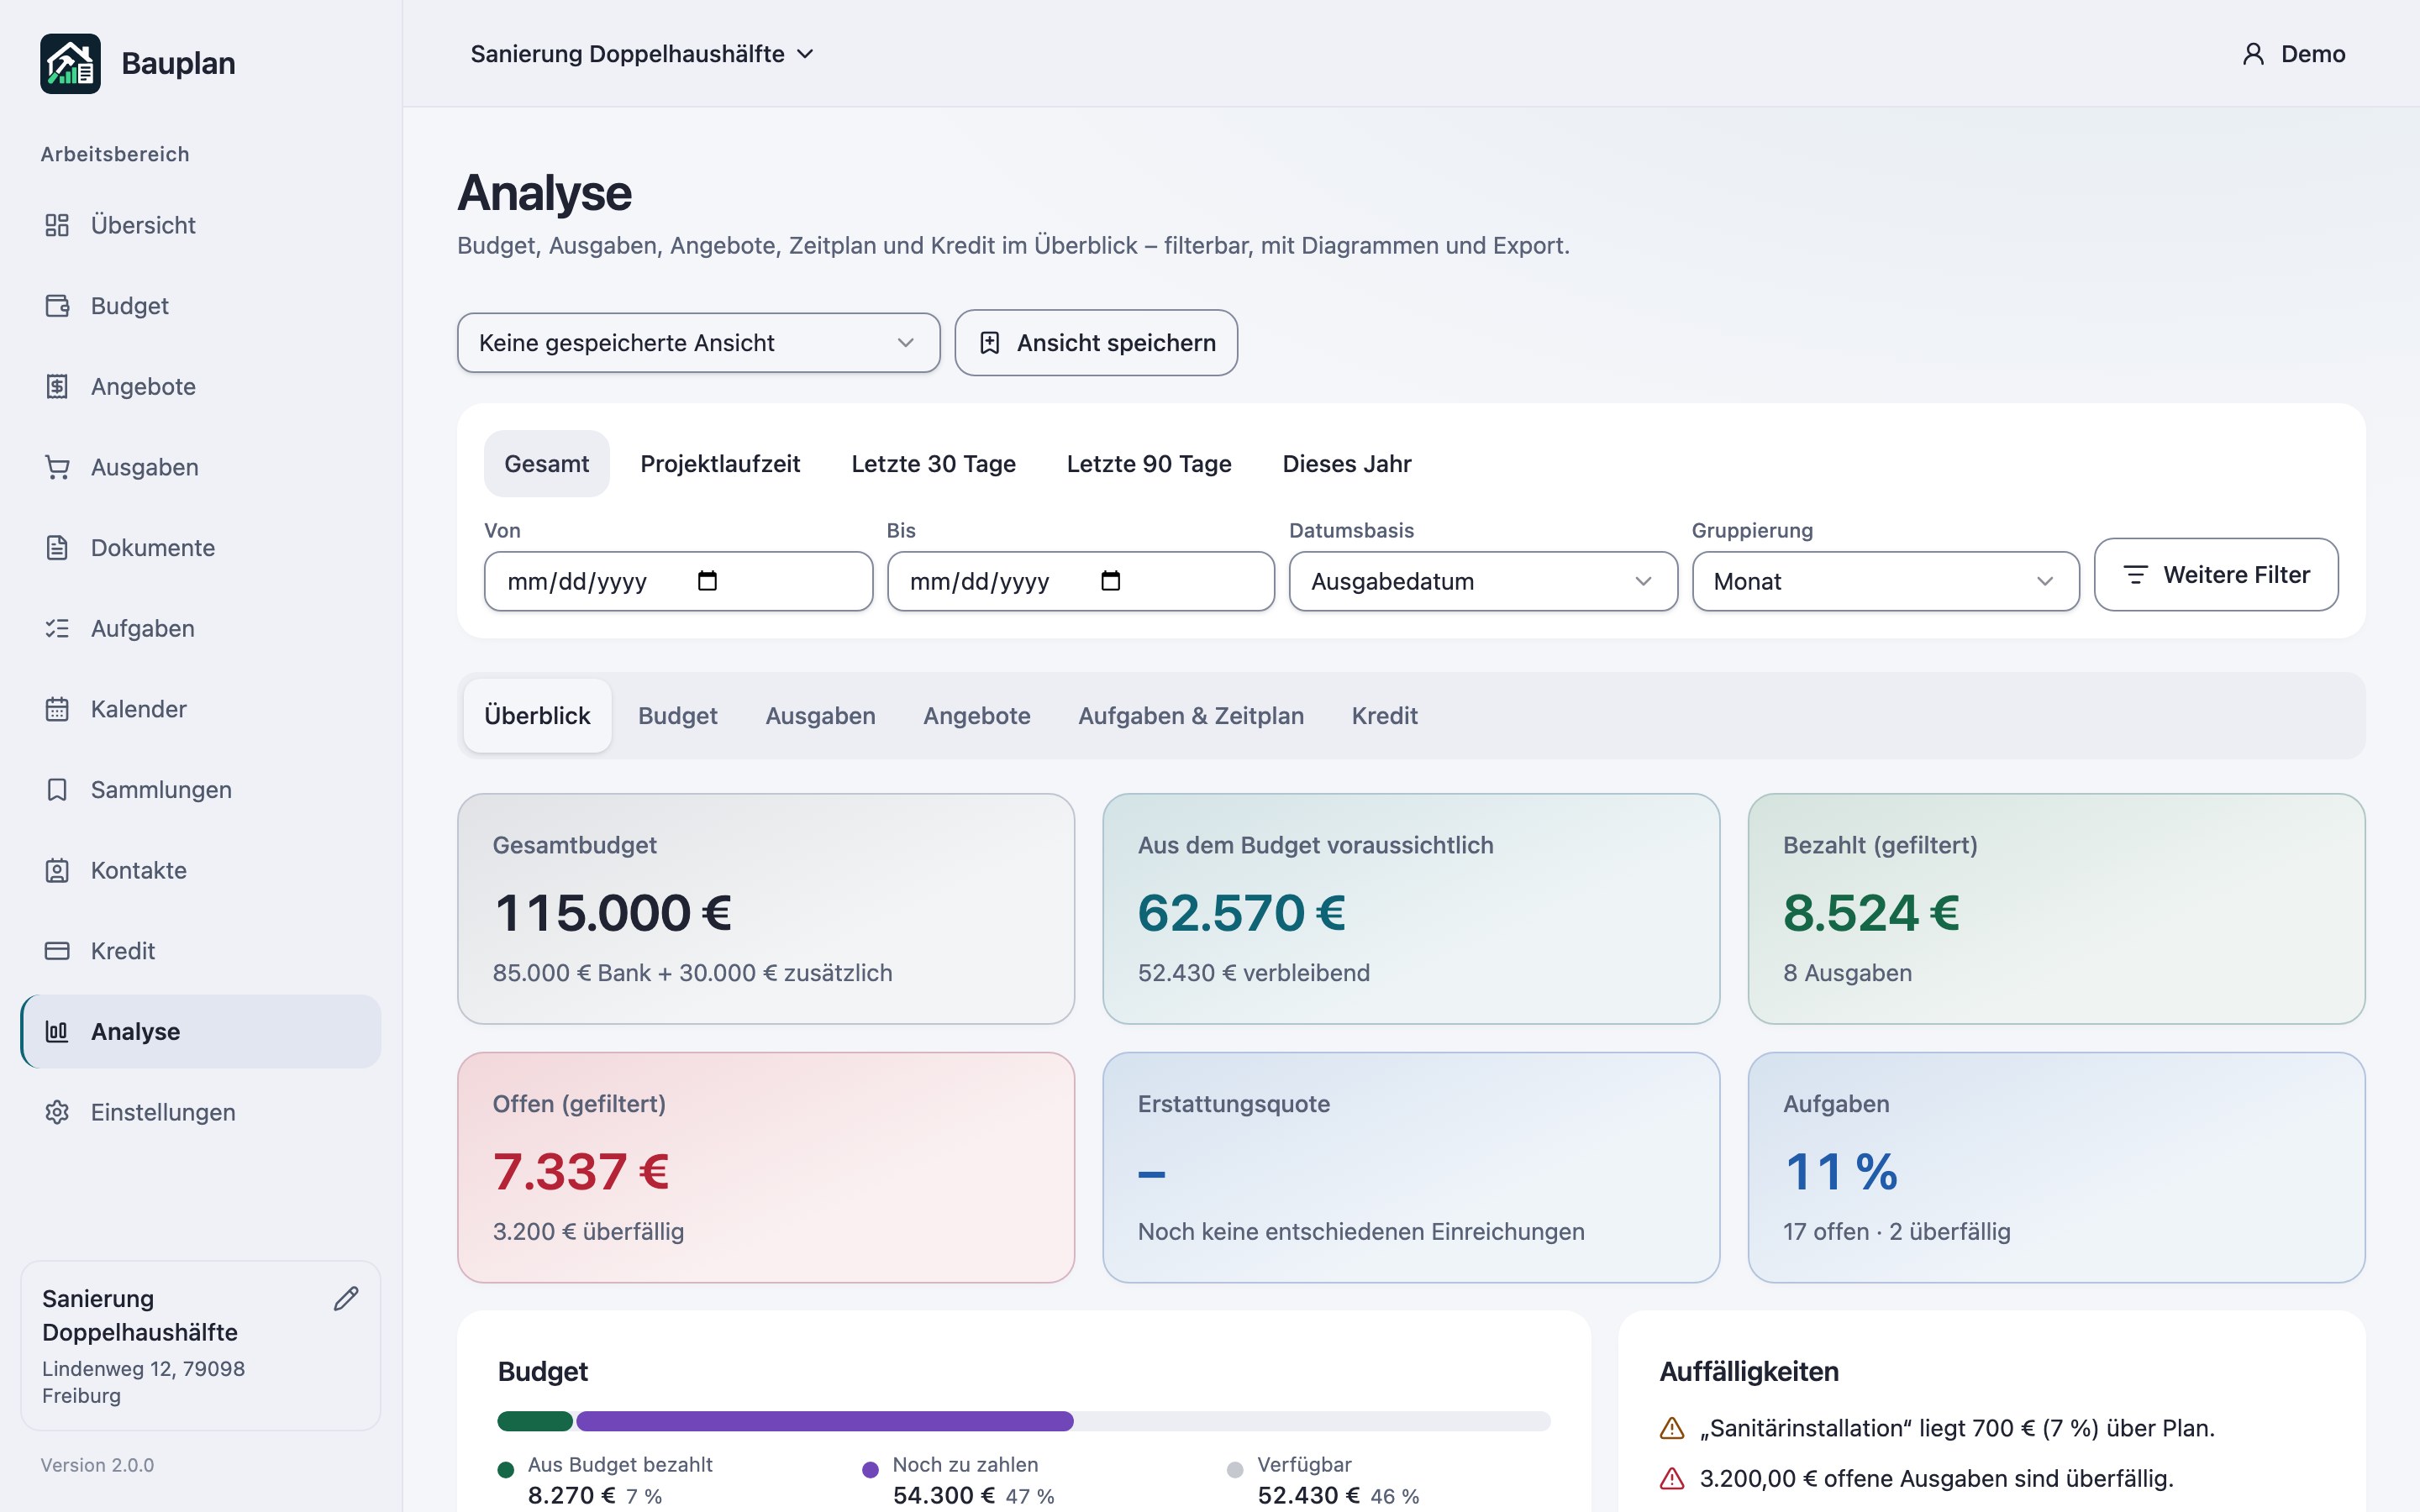 Bauplan
Arbeitsbereich
Übersicht
Budget
Angebote
Ausgaben
Dokumente
Aufgaben
Kalender
Sammlungen
Kontakte
Kredit
Analyse
Einstellungen
Sanierung
Doppelhaushälfte
Lindenweg 12, 79098
Freiburg
Version 2.0.0
Sanierung Doppelhaushälfte
Demo
Analyse
Budget, Ausgaben, Angebote, Zeitplan und Kredit im Überblick – filterbar, mit Diagrammen und Export.
Keine gespeicherte Ansicht
Ansicht speichern
Gesamt Projektlaufzeit Letzte 30 Tage Letzte 90 Tage Dieses Jahr
Von Bis Datumsbasis Gruppierung
mm/dd/yyyy mm/dd/yyyy Ausgabedatum Monat Weitere Filter
Überblick Budget Ausgaben Angebote Aufgaben & Zeitplan Kredit
Gesamtbudget
115.000 €
85.000 € Bank + 30.000 € zusätzlich
Aus dem Budget voraussichtlich
62.570 €
52.430 € verbleibend
Bezahlt (gefiltert)
8.524 €
8 Ausgaben
Offen (gefiltert)
7.337 €
3.200 € überfällig
Erstattungsquote
–
Noch keine entschiedenen Einreichungen
Aufgaben
11 %
17 offen · 2 überfällig
Budget
Aus Budget bezahlt
8.270 € 7 %
Noch zu zahlen
54.300 € 47 %
Verfügbar
52.430 € 46 %
Auffälligkeiten
„Sanitärinstallation“ liegt 700 € (7 %) über Plan.
3.200,00 € offene Ausgaben sind überfällig.